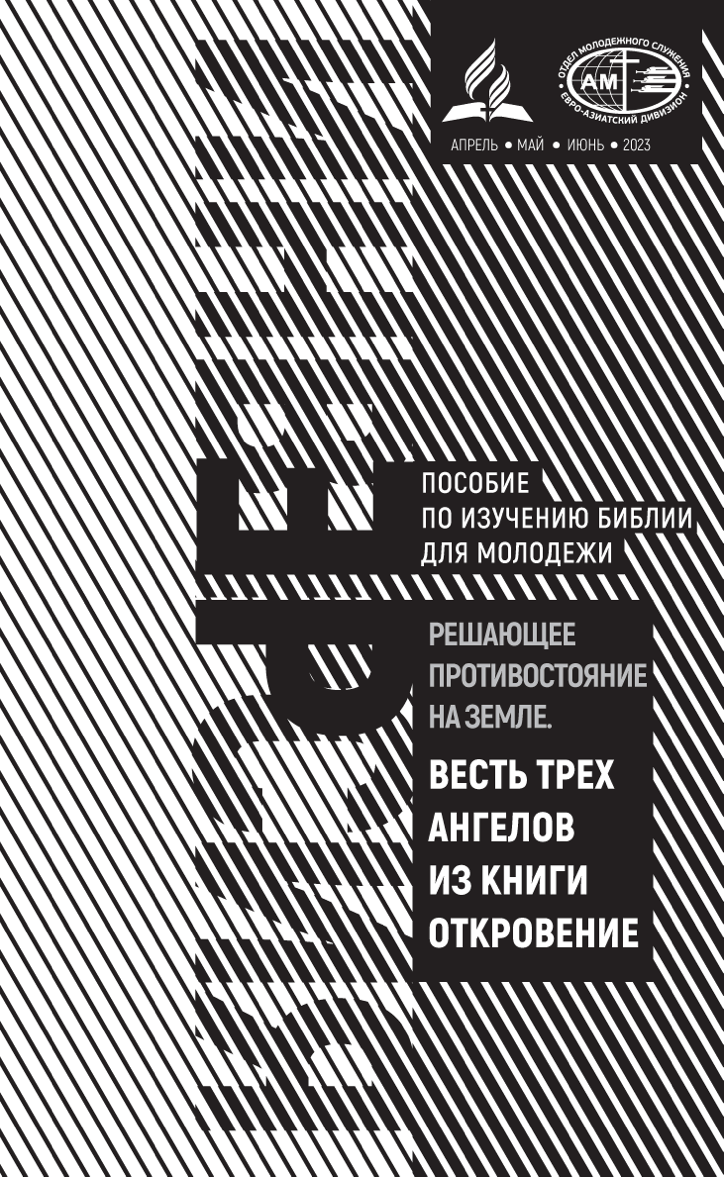 ОТДЕЛ МОЛОДЕЖНОГО СЛУЖЕНИЯ
АМ
• ЕВРО-АЗИАТСКИЙ ДИВИЗИОН •
АПРЕЛЬ • МАЙ • ИЮНЬ • 2023
ПОСОБИЕ
ПО ИЗУЧЕНИЮ БИБЛИИ
ДЛЯ МОЛОДЕЖИ
РЕШАЮЩЕЕ
ПРОТИВОСТОЯНИЕ
НА ЗЕМЛЕ.
ВЕСТЬ ТРЕХ
АНГЕЛОВ
ИЗ КНИГИ
ОТКРОВЕНИЕ